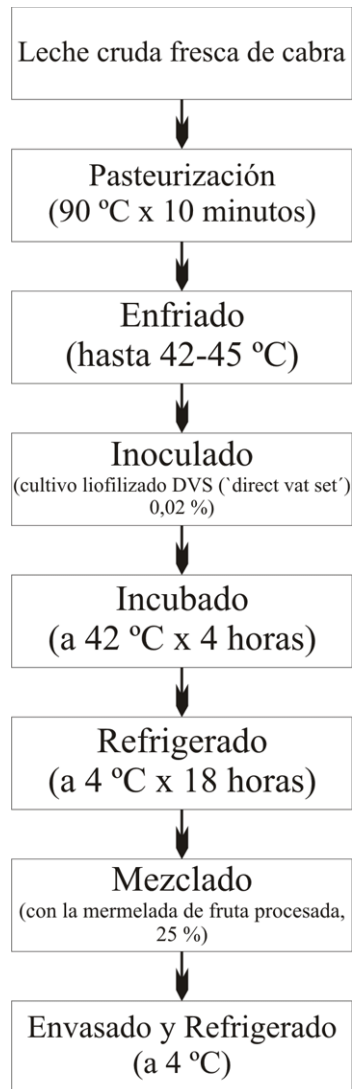 Leche cruda fresca de cabra
Pasteurización
(90 ºC x 10 minutos)
Enfriado
(hasta 42-45 ºC)
Inoculado
(cultivo liofilizado DVS (`direct vat set´)
0,02 %)
Incubado
(a 42 ºC x 4 horas)
Refrigerado
(a 4 ºC x 18 horas)
Mezclado
(con la mermelada de fruta procesada,
25 %)
Envasado y Refrigerado
(a 4 ºC)